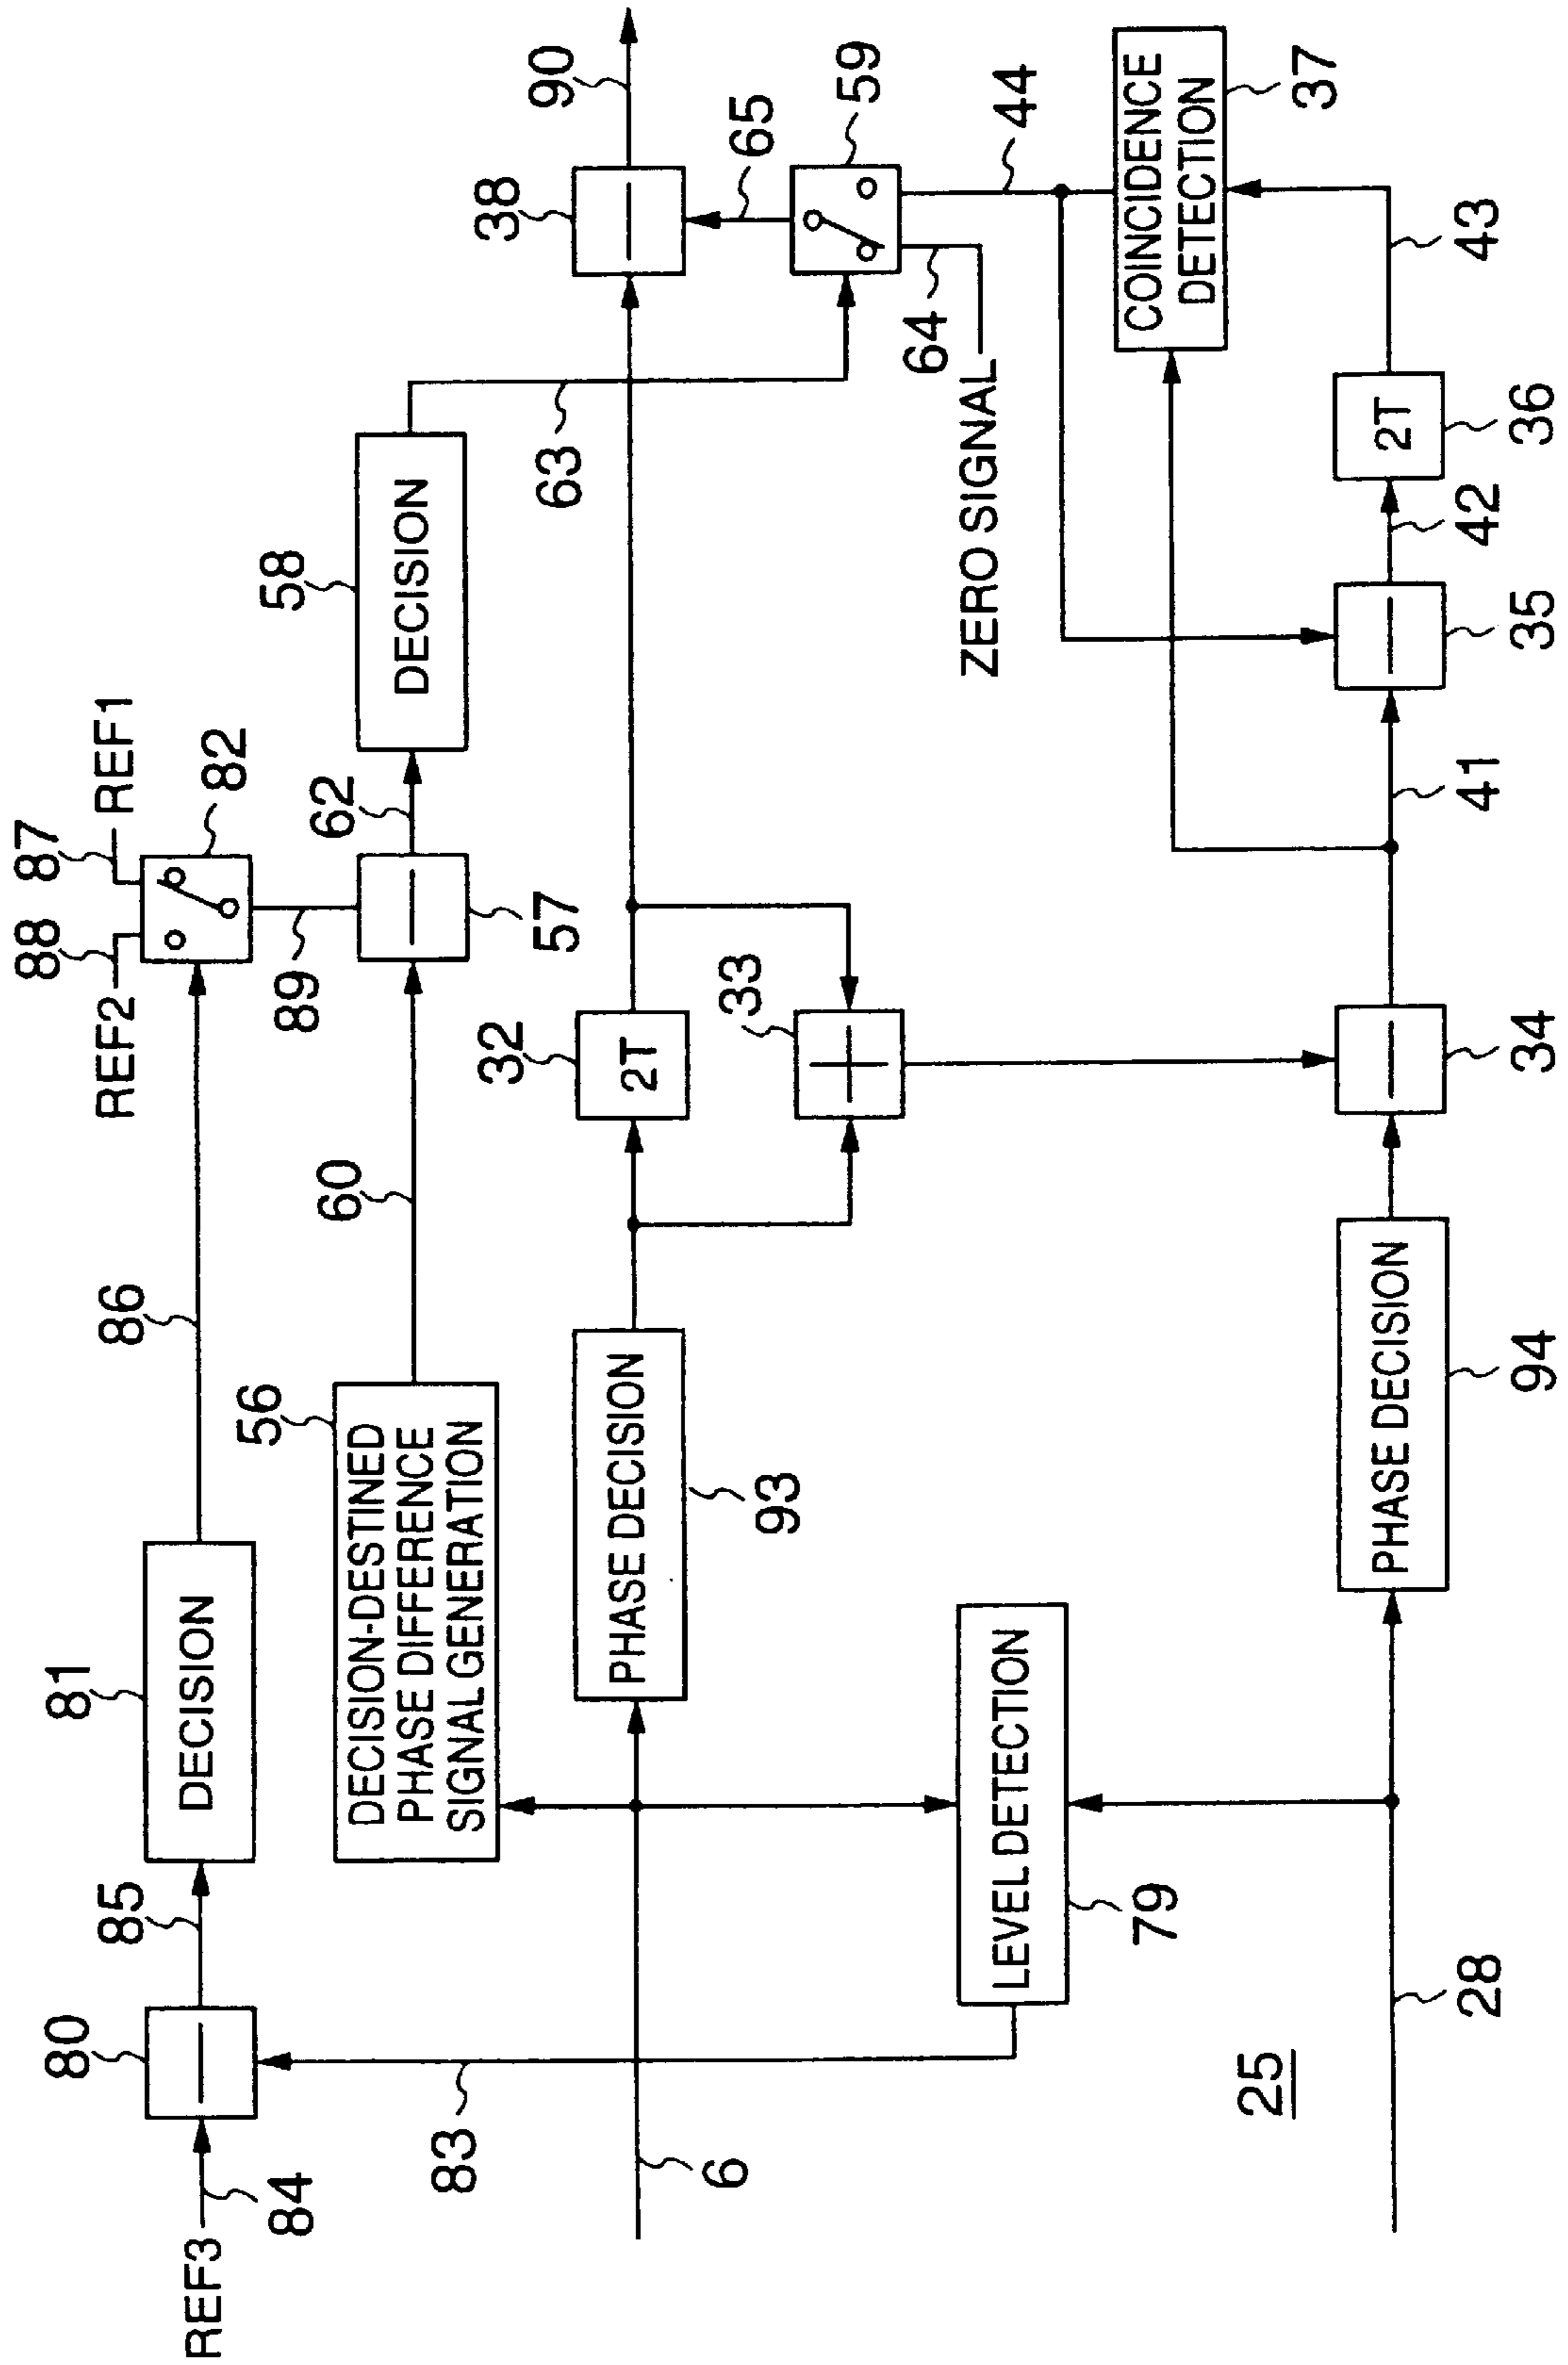 REF3
84
80
85
81
DECISION
86
REF2
88
87
REF1
82
89
83
56
DECISION-DESTINED
PHASE DIFFERENCE
SIGNAL GENERATION
60
57
62
58
DECISION
63
6
PHASE DECISION
93
32
2T
33
38
90
65
59
64
ZERO SIGNAL
44
LEVEL DETECTION
79
COINCIDENCE
DETECTION
37
25
28
PHASE DECISION
94
34
41
35
42
2T
36
43